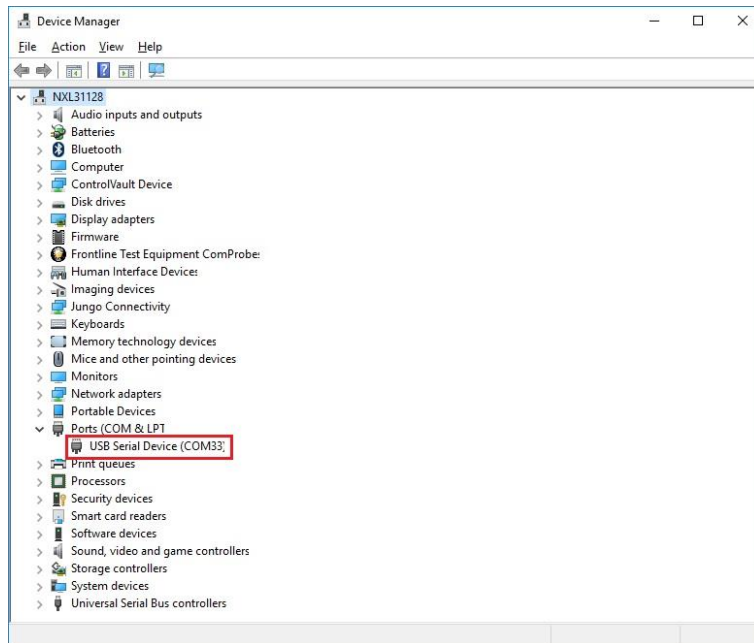 Device Manager
File Action View Help
NXL31128
Audio inputs and outputs
Batteries
Bluetooth
Computer
ControlVault Device
Disk drives
Display adapters
Firmware
Frontline Test Equipment ComProbe:
Human Interface Devices
Imaging devices
Jungo Connectivity
Keyboards
Memory technology devices
Mice and other pointing devices
Monitors
Network adapters
Portable Devices
Ports (COM & LPT
USB Serial Device (COM33)
Print queues
Processors
Security devices
Smart card readers
Software devices
Sound, video and game controllers
Storage controllers
System devices
Universal Serial Bus controllers